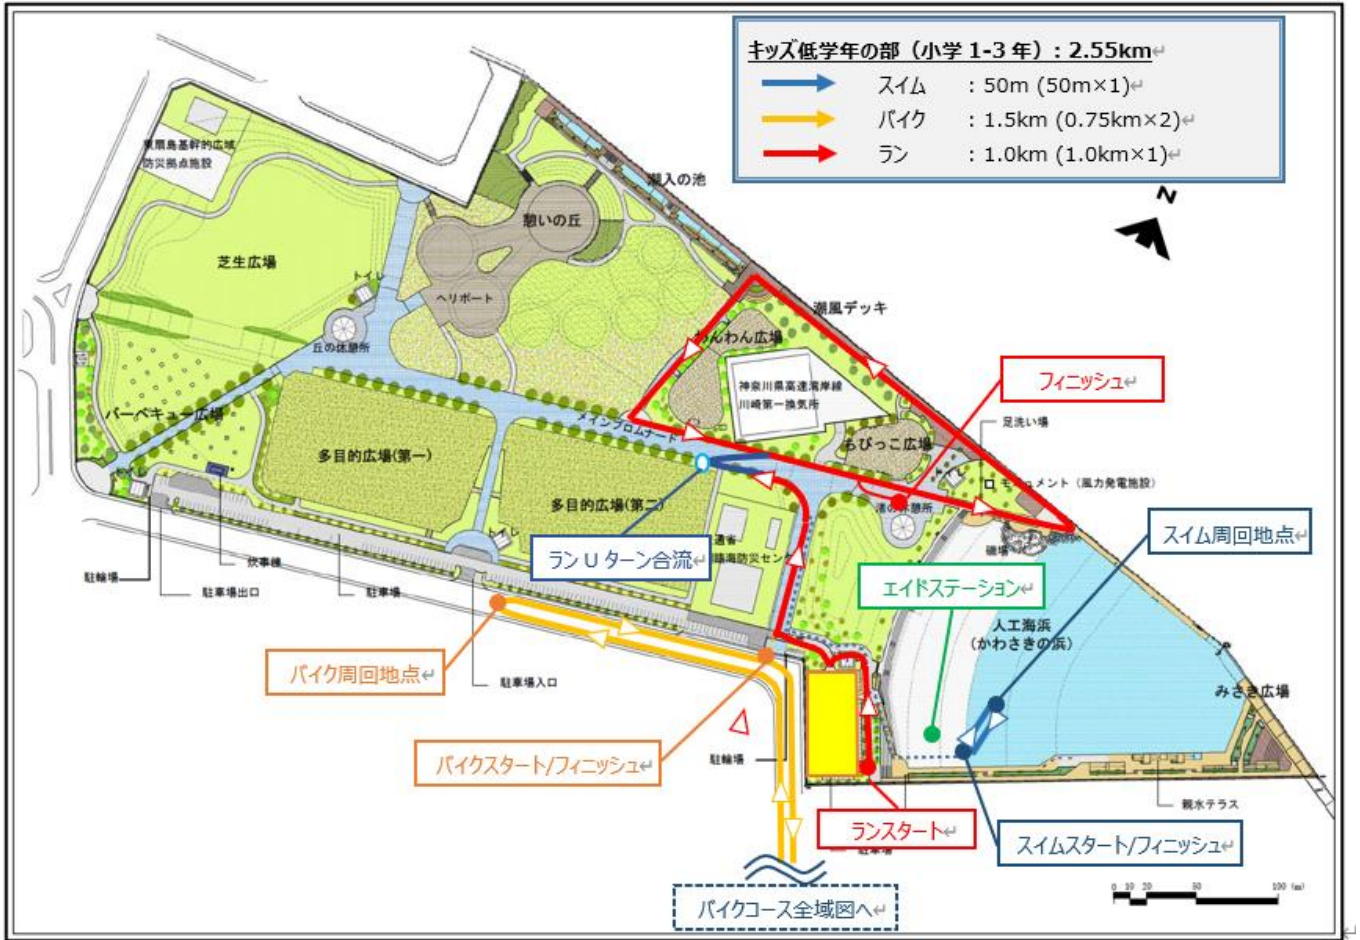 キッズ低学年の部（小学 1-3 年）：2.55km↵
スイム : 50m (50m×1)↵
バイク : 1.5km (0.75km×2)↵
ラン : 1.0km (1.0km×1)↵
N
東扇島基幹的広域
防災拠点施設
潮入の池
憩いの丘
芝生広場
トイレ
ヘリポート
潮風デッキ
わんわん広場
丘の休憩所
神奈川県高速湾岸線
川崎第一換気所
フィニッシュ↵
バーベキュー広場
メインプロムナード
足洗い場
ちびっこ広場
多目的広場(第一)
トイレ
モニュメント（風力発電施設）
多目的広場(第二)
渚の休憩所
スイム周回地点↵
トイレ
磯場
ラン U ターン合流↵
臨海防災センタ
炊事棟
駐輪場
駐車場出口
駐車場
エイドステーション↵
人工海浜
(かわさきの浜)
バイク周回地点↵
駐車場入口
みさき広場
バイクスタート/フィニッシュ↵
駐輪場
親水テラス
ランスタート↵
駐車場
スイムスタート/フィニッシュ↵
バイクコース全域図へ↵
0 10 20 50 100 (m)
↵